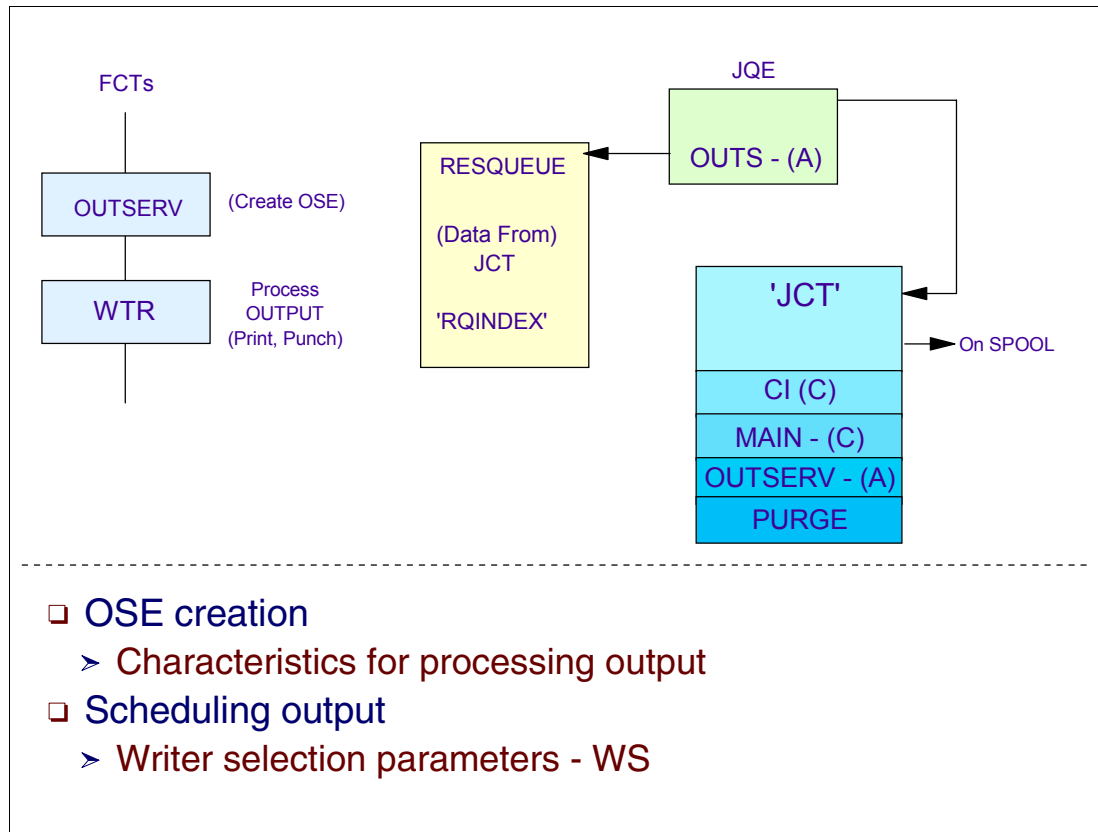 FCTs
OUTSERV
(Create OSE)
WTR
Process
OUTPUT
(Print, Punch)
RESQUEUE
(Data From)
JCT
'RQINDEX'
JQE
OUTS - (A)
'JCT'
On SPOOL
CI (C)
MAIN - (C)
OUTSERV - (A)
PURGE
❑ OSE creation
➢ Characteristics for processing output
❑ Scheduling output
➢ Writer selection parameters - WS